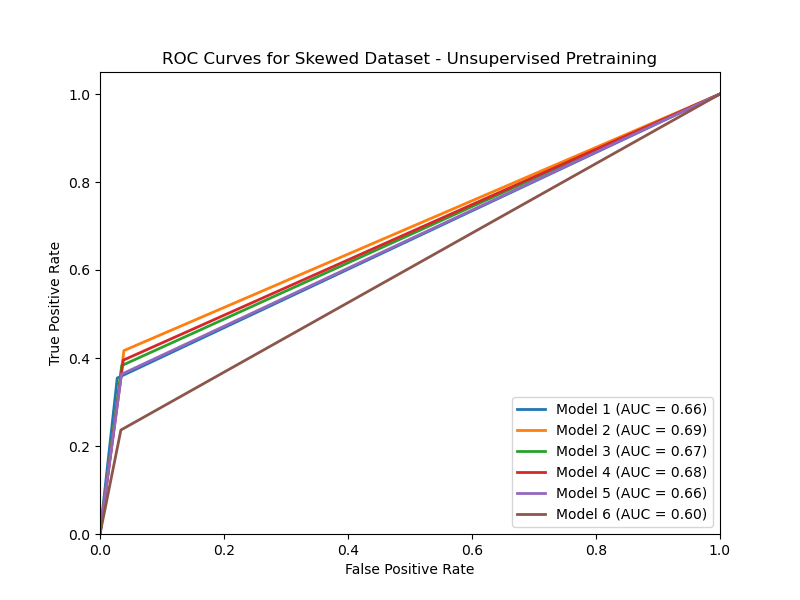 ROC Curves for Skewed Dataset - Unsupervised Pretraining
True Positive Rate
1.0
0.8
0.6
0.4
0.2
0.0
0.0 0.2 0.4 0.6 0.8 1.0
False Positive Rate
Model 1 (AUC = 0.66)
Model 2 (AUC = 0.69)
Model 3 (AUC = 0.67)
Model 4 (AUC = 0.68)
Model 5 (AUC = 0.66)
Model 6 (AUC = 0.60)